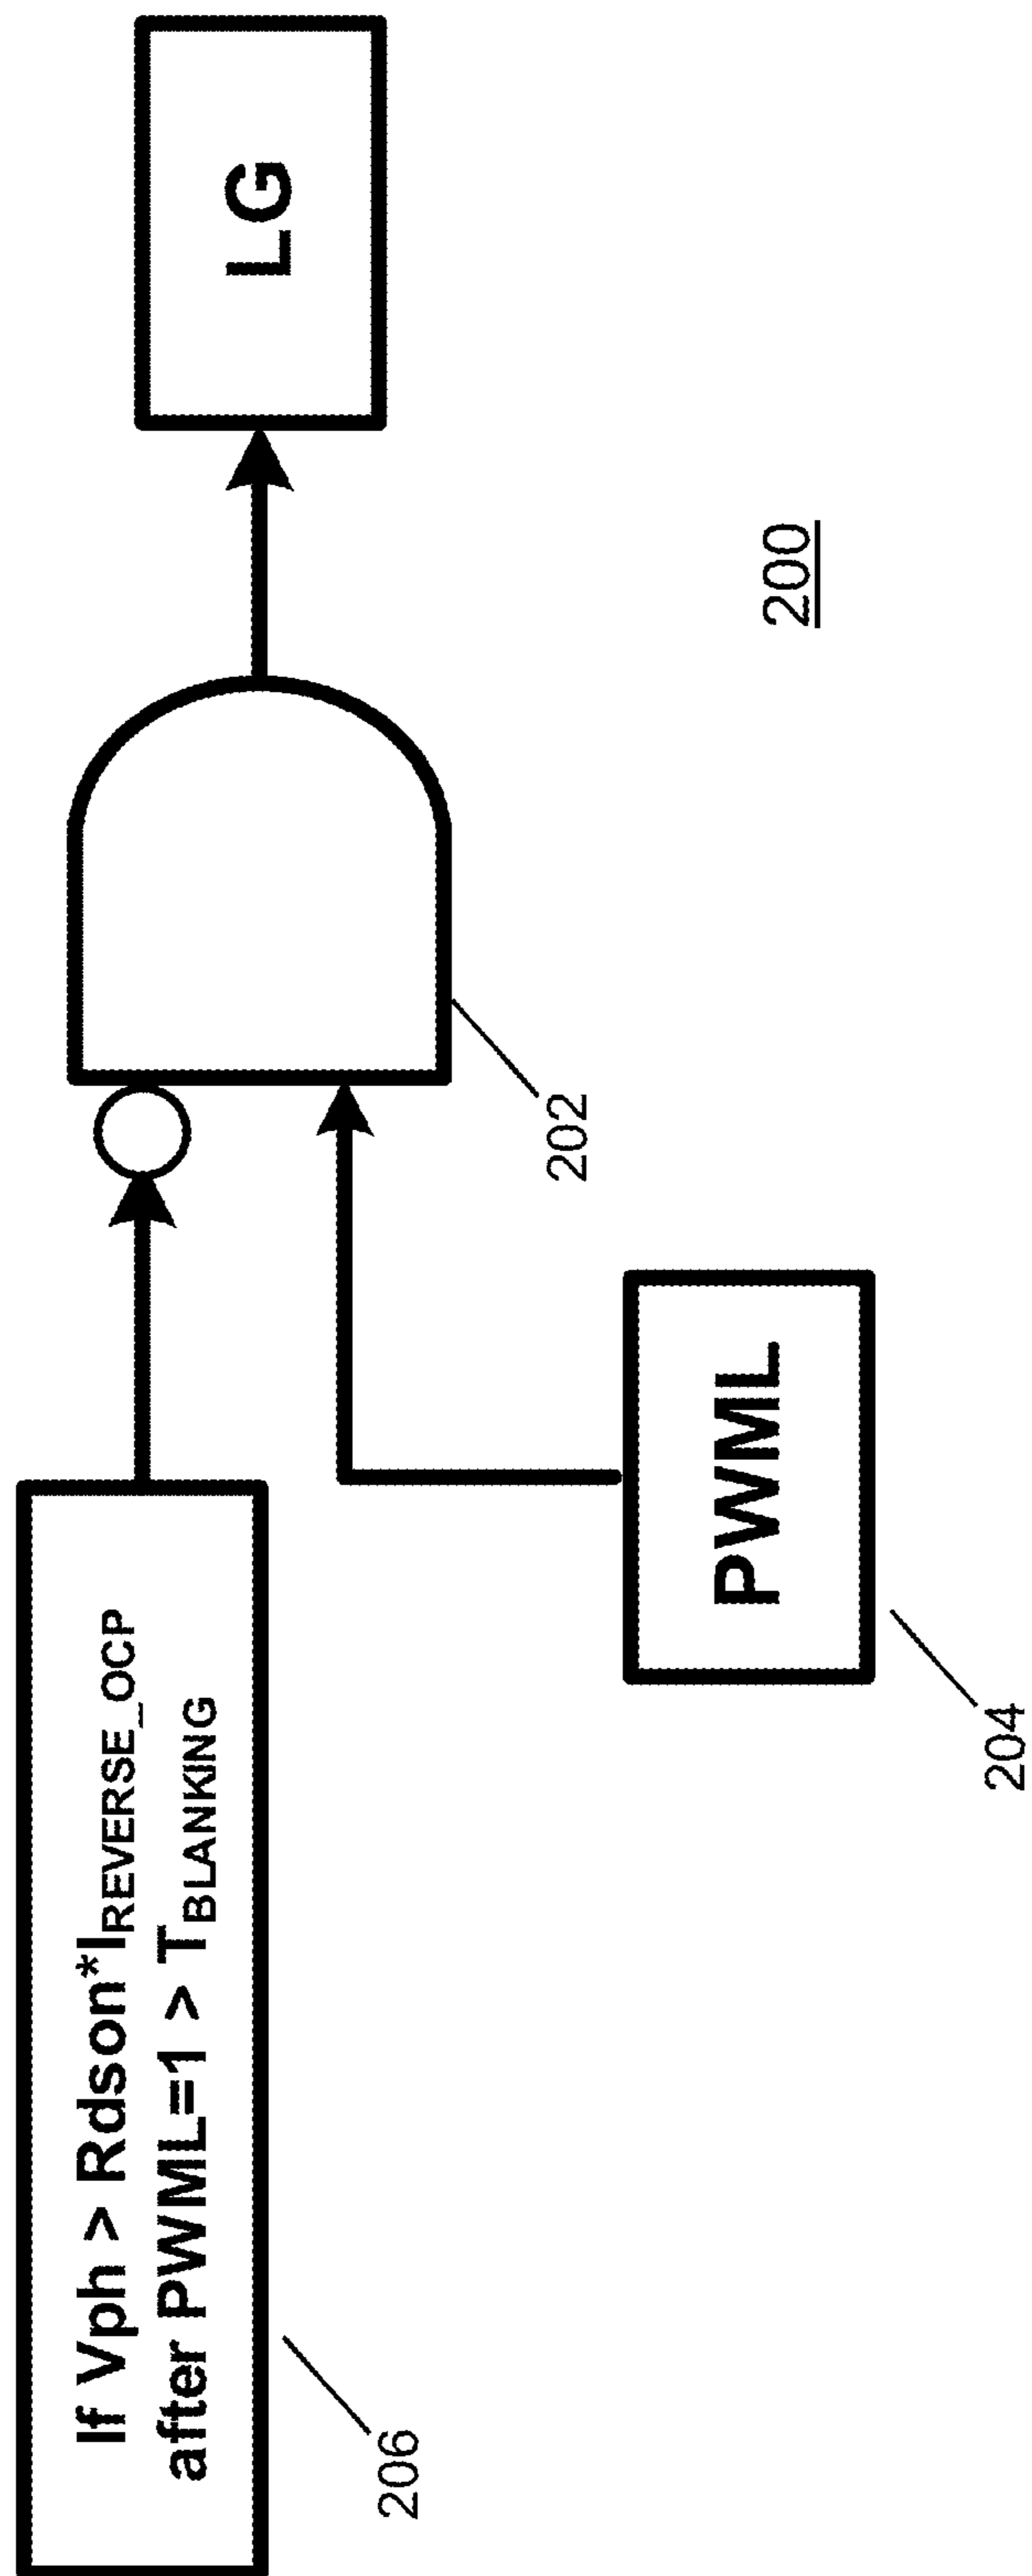 If Vph > Rdson*IREVERSE_OCP
after PWML=1 > TBLANKING
206
PWML
204
202
LG
200